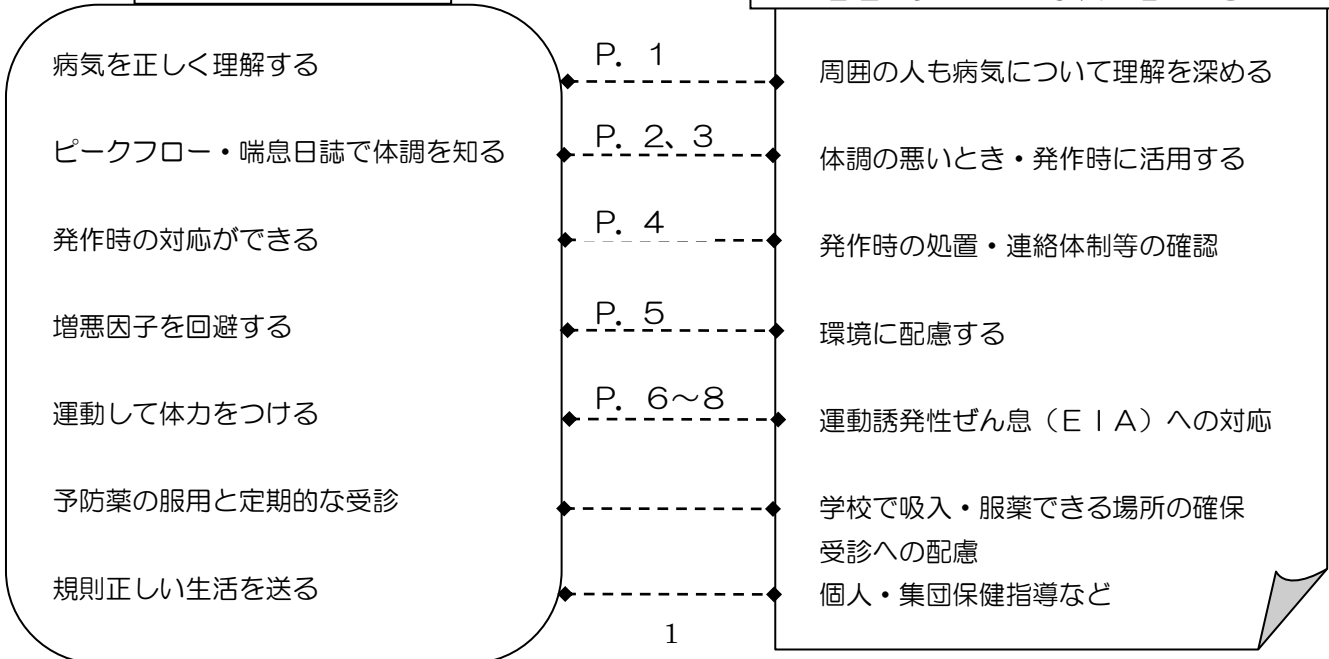 病気を正しく理解する
P．１
周囲の人も病気について理解を深める
ピークフロー・喘息日誌で体調を知る
P．２、３
体調の悪いとき・発作時に活用する
発作時の対応ができる
P．４
発作時の処置・連絡体制等の確認
増悪因子を回避する
P．５
環境に配慮する
運動して体力をつける
P．６～８
運動誘発性ぜん息（ＥＩＡ）への対応
予防薬の服用と定期的な受診
学校で吸入・服薬できる場所の確保
受診への配慮
規則正しい生活を送る
個人・集団保健指導など
1